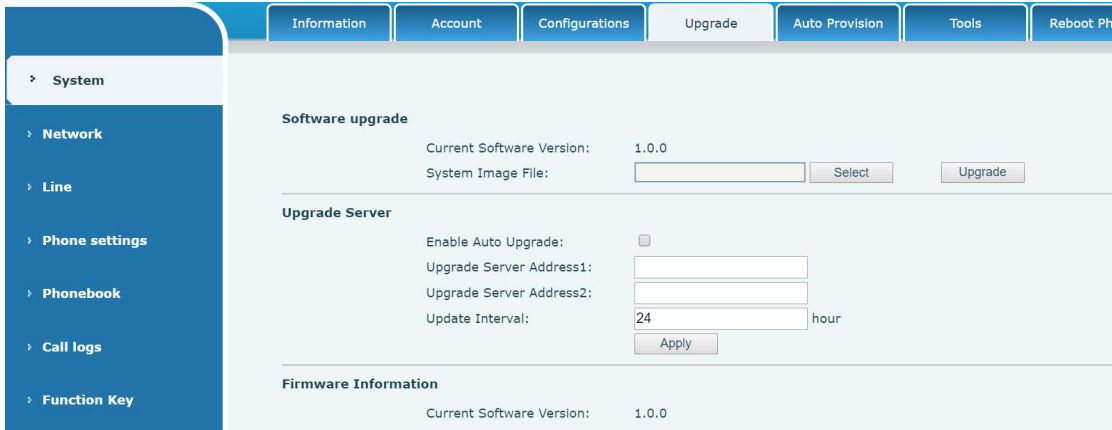 Information Account Configurations Upgrade Auto Provision Tools Reboot Ph
System
Network
Line
Phone settings
Phonebook
Call logs
Function Key
Software upgrade
Current Software Version: 1.0.0
System Image File: Select Upgrade
Upgrade Server
Enable Auto Upgrade:
Upgrade Server Address1:
Upgrade Server Address2:
Update Interval: 24 hour
Apply
Firmware Information
Current Software Version: 1.0.0